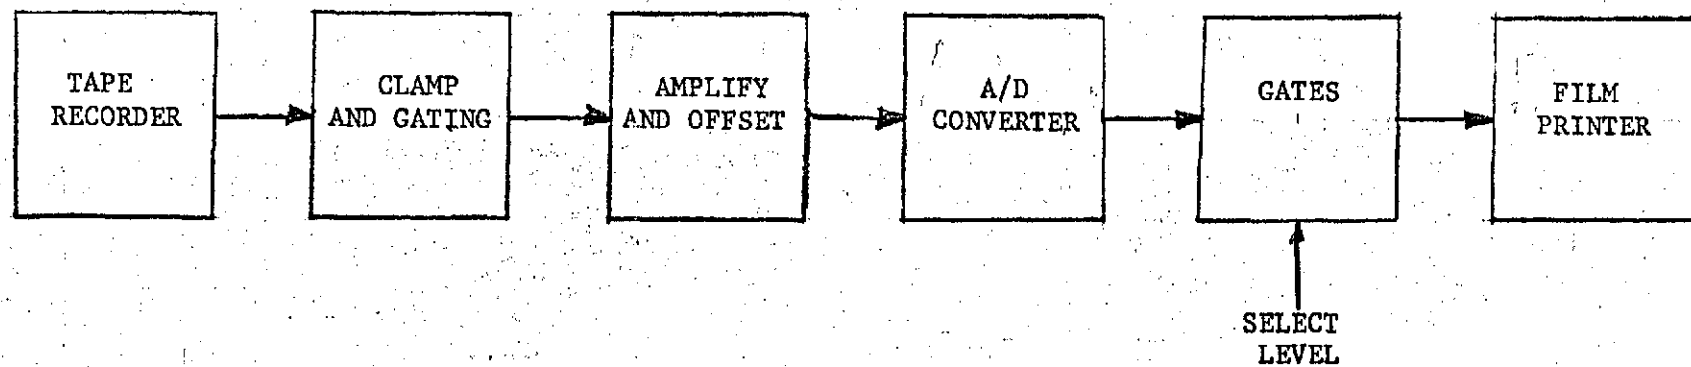 TAPE
RECORDER
CLAMP
AND GATING
AMPLIFY
AND OFFSET
A/D
CONVERTER
GATES
FILM
PRINTER
SELECT
LEVEL